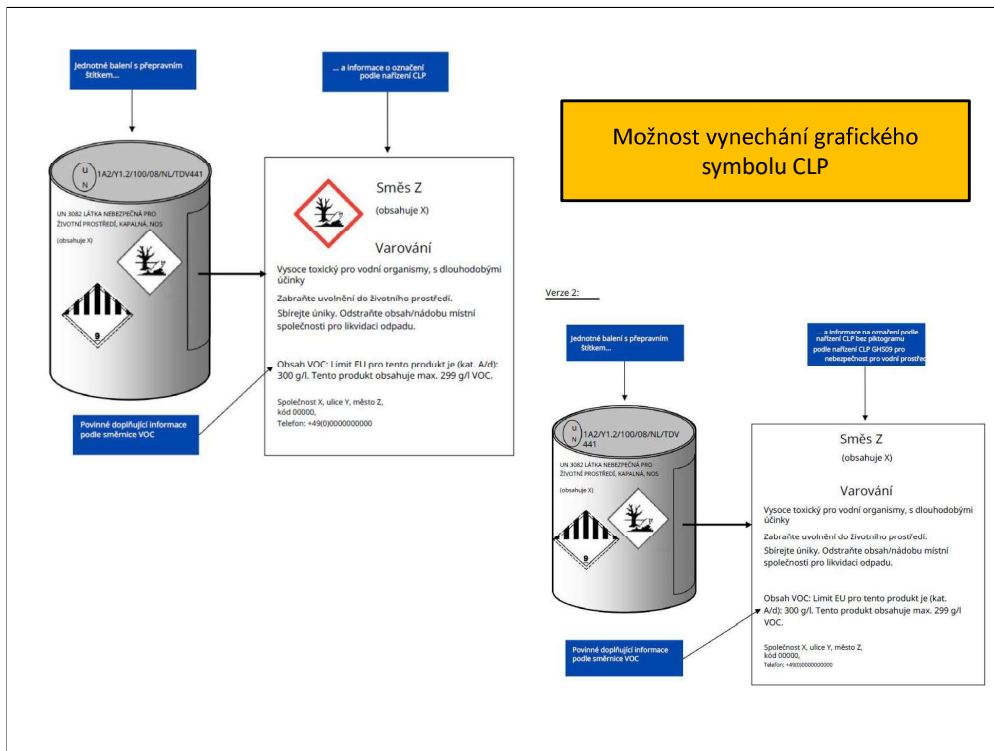 Jednotné balení s přepravním
štítkem...
... a informace o označení
podle nařízení CLP
Možnost vynechání grafického
symbolu CLP
u
N
1A2/Y1.2/100/08/NL/TDV441
UN 3082 LÁTKA NEBEZPEČNÁ PRO
ŽIVOTNÍ PROSTŘEDÍ, KAPALNÁ, NOS
(obsahuje X)
9
Směs Z
(obsahuje X)
Varování
Vysoce toxický pro vodní organismy, s dlouhodobými
účinky
Zabraňte uvolnění do životního prostředí.
Sbírejte úniky. Odstraňte obsah/nádobu místní
společnosti pro likvidaci odpadu.
Obsah VOC: Limit EU pro tento produkt je (kat. A/d):
300 g/l. Tento produkt obsahuje max. 299 g/l VOC.
Společnost X, ulice Y, město Z,
kód 00000,
Telefon: +49(0)0000000000
Povinné doplňující informace
podle směrnice VOC
Verze 2:
Jednotné balení s přepravním
štítkem...
... a informace na označení podle
nařízení CLP bez piktogramu
podle nařízení CLP GHS09 pro
nebezpečnost pro vodní
u
N
1A2/Y1.2/100/08/NL/TDV
441
UN 3082 LÁTKA NEBEZPEČNÁ PRO
ŽIVOTNÍ PROSTŘEDÍ, KAPALNÁ, NOS
(obsahuje X)
9
Směs Z
(obsahuje X)
Varování
Vysoce toxický pro vodní organismy, s dlouhodobými
účinky
Zabraňte uvolnění do životního prostředí.
Sbírejte úniky. Odstraňte obsah/nádobu místní
společnosti pro likvidaci odpadu.
Obsah VOC: Limit EU pro tento produkt je (kat.
A/d): 300 g/l. Tento produkt obsahuje max. 299 g/l
VOC.
Společnost X, ulice Y, město Z,
kód 00000,
Telefon: +49(0)0000000000
Povinné doplňující informace
podle směrnice VOC